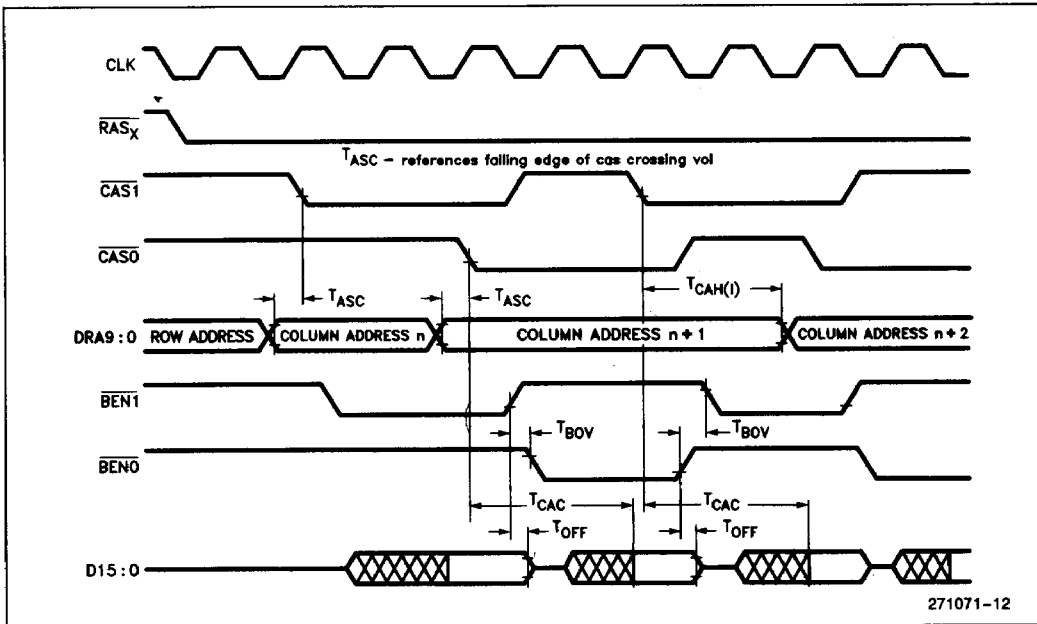 CLK
RASX
TASC – references falling edge of cas crossing vol
CAS1
CAS0
TASC
TASC
TCAH(I)
DRA9:0
ROW ADDRESS
COLUMN ADDRESS n
COLUMN ADDRESS n+1
COLUMN ADDRESS n+2
BEN1
TBOV
TBOV
BEN0
TCAC
TCAC
TOFF
TOFF
D15:0
271071-12